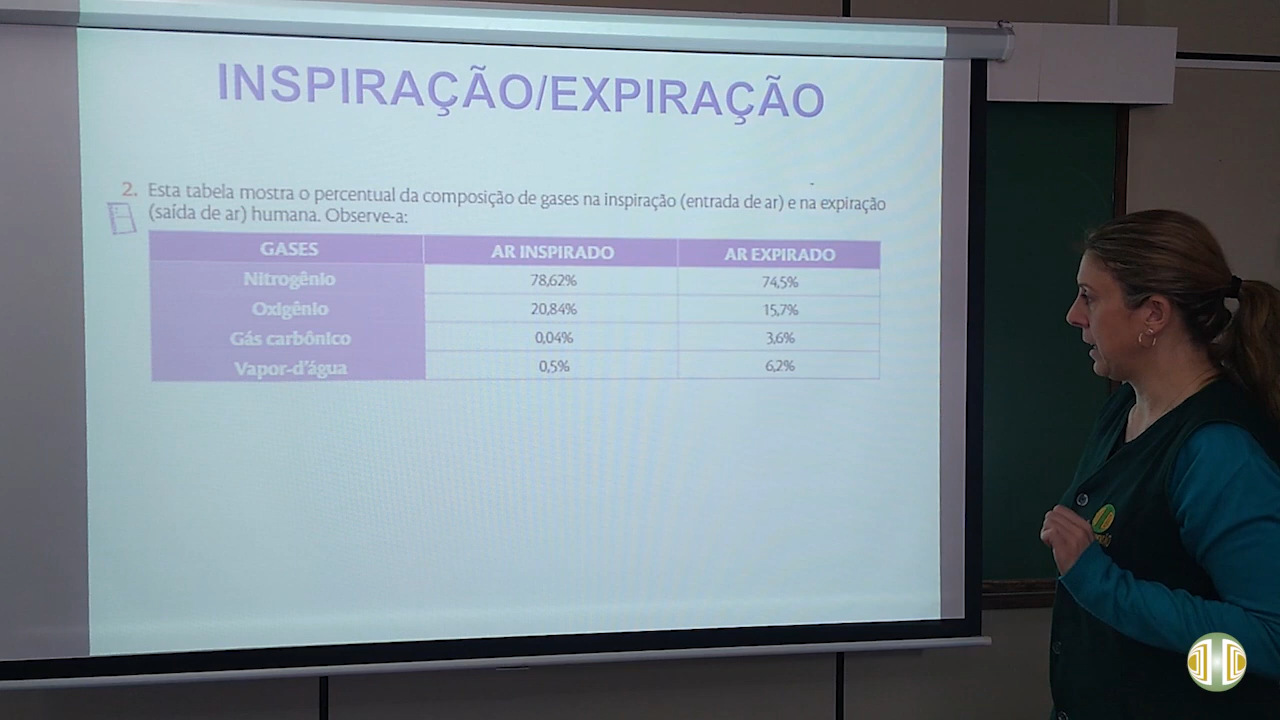 INSPIRAÇÃO/EXPIRAÇÃO
2. Esta tabela mostra o percentual da composição de gases na inspiração (entrada de ar) e na expiração
(saída de ar) humana. Observe-a:
GASES AR INSPIRADO AR EXPIRADO
Nitrogênio 78,62% 74,5%
Oxigênio 20,84% 15,7%
Gás carbônico 0,04% 3,6%
Vapor-d'água 0,5% 6,2%